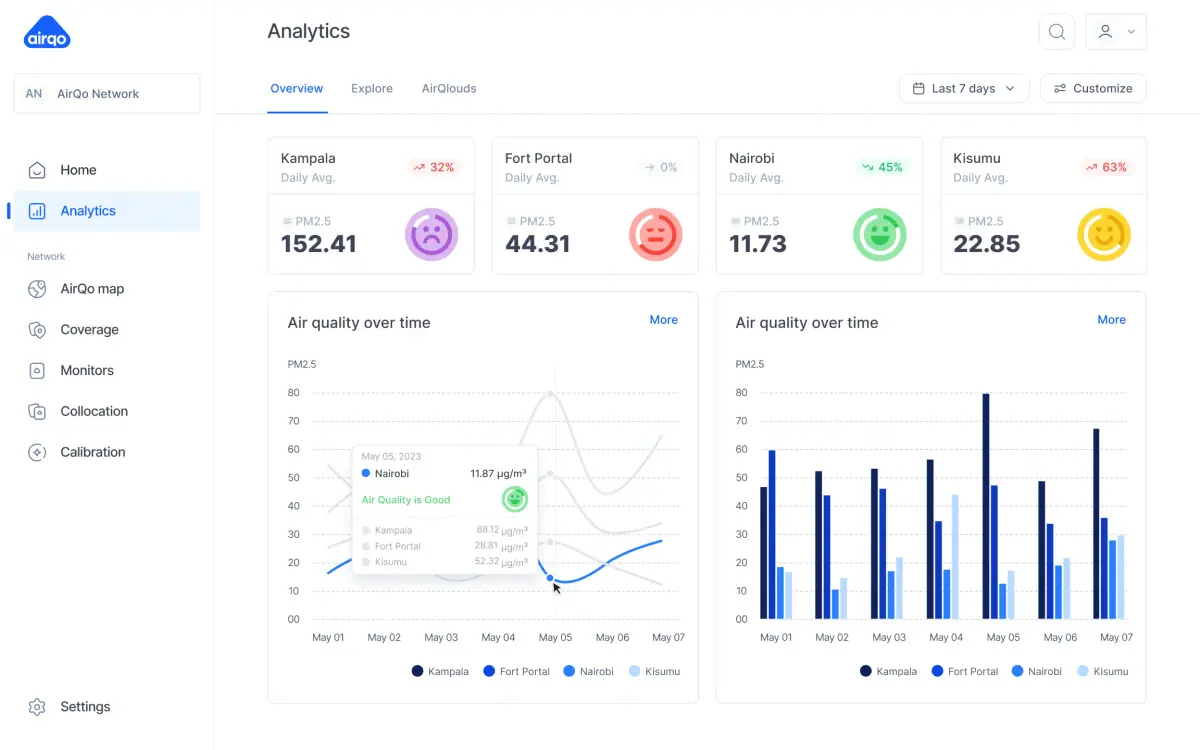 airqo
AN AirQo Network
Home
Analytics
Network
AirQo map
Coverage
Monitors
Collocation
Calibration
Settings
Analytics
Overview Explore AirQlouds
Last 7 days
Customize
Kampala
Daily Avg.
32%
PM2.5
152.41
Fort Portal
Daily Avg.
0%
PM2.5
44.31
Nairobi
Daily Avg.
45%
PM2.5
11.73
Kisumu
Daily Avg.
63%
PM2.5
22.85
Air quality over time
More
PM2.5
80
70
60
50
40
30
20
10
00
May 01 May 02 May 03 May 04 May 05 May 06 May 07
May 05, 2023
Nairobi 11.87 µg/m³
Air Quality is Good
Kampala 88.12 µg/m³
Fort Portal 28.81 µg/m³
Kisumu 52.32 µg/m³
Kampala Fort Portal Nairobi Kisumu
Air quality over time
More
PM2.5
80
70
60
50
40
30
20
10
00
May 01 May 02 May 03 May 04 May 05 May 06 May 07
Kampala Fort Portal Nairobi Kisumu